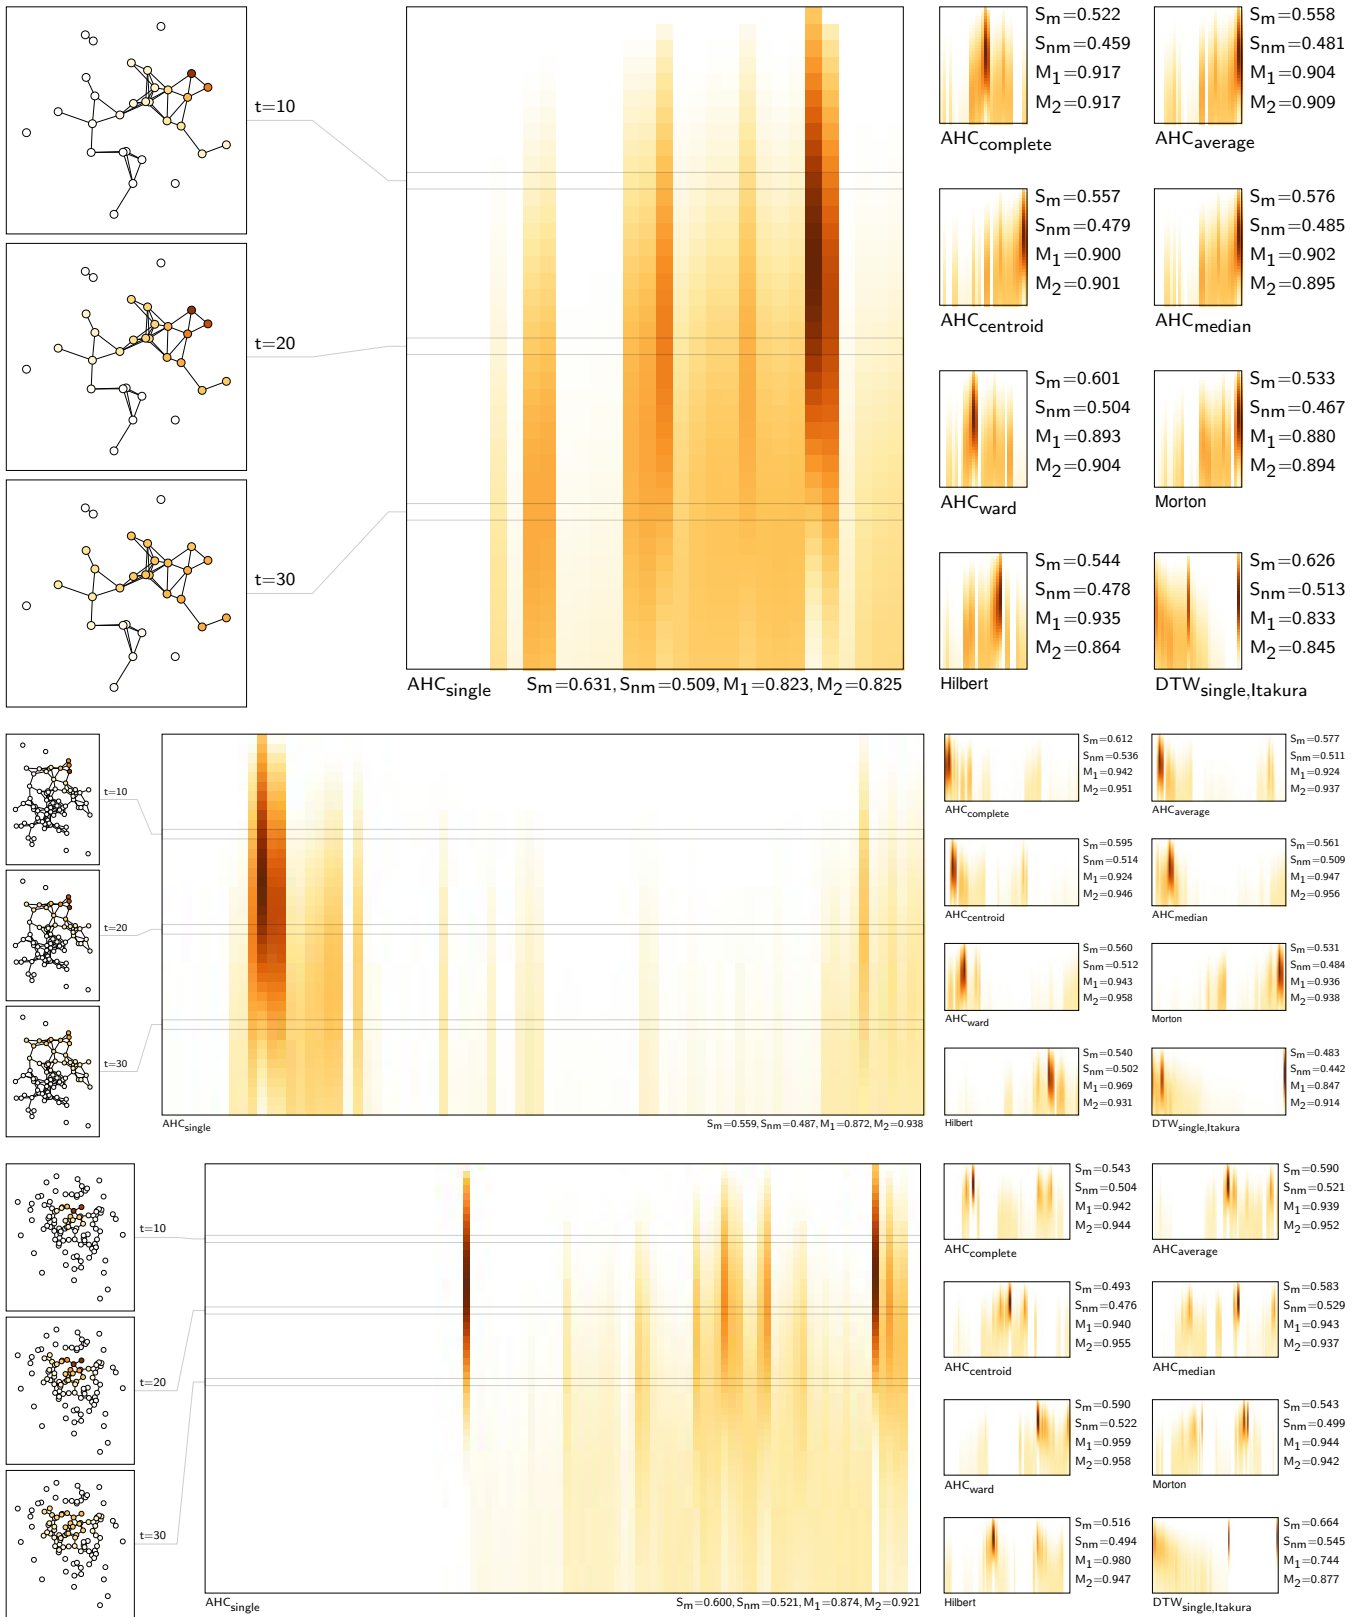 t=10
t=20
t=30
AHCsingle
Sm=0.631, Snm=0.509, M1=0.823, M2=0.825
Sm=0.522
Snm=0.459
M1=0.917
M2=0.917
AHCcomplete
Sm=0.558
Snm=0.481
M1=0.904
M2=0.909
AHCaverage
Sm=0.557
Snm=0.479
M1=0.900
M2=0.901
AHCcentroid
Sm=0.576
Snm=0.485
M1=0.902
M2=0.895
AHCmedian
Sm=0.601
Snm=0.504
M1=0.893
M2=0.904
AHCward
Sm=0.533
Snm=0.467
M1=0.880
M2=0.894
Morton
Sm=0.544
Snm=0.478
M1=0.935
M2=0.864
Hilbert
Sm=0.626
Snm=0.513
M1=0.833
M2=0.845
DTWsingle,Itakura
t=10
t=20
t=30
AHCsingle
Sm=0.559, Snm=0.487, M1=0.872, M2=0.938
Sm=0.612
Snm=0.536
M1=0.942
M2=0.951
AHCcomplete
Sm=0.577
Snm=0.511
M1=0.924
M2=0.937
AHCaverage
Sm=0.595
Snm=0.514
M1=0.924
M2=0.946
AHCcentroid
Sm=0.561
Snm=0.509
M1=0.947
M2=0.956
AHCmedian
Sm=0.560
Snm=0.512
M1=0.943
M2=0.958
AHCward
Sm=0.531
Snm=0.484
M1=0.936
M2=0.938
Morton
Sm=0.540
Snm=0.502
M1=0.969
M2=0.931
Hilbert
Sm=0.483
Snm=0.442
M1=0.847
M2=0.914
DTWsingle,Itakura
t=10
t=20
t=30
AHCsingle
Sm=0.600, Snm=0.521, M1=0.874, M2=0.921
Sm=0.543
Snm=0.504
M1=0.942
M2=0.944
AHCcomplete
Sm=0.590
Snm=0.521
M1=0.939
M2=0.952
AHCaverage
Sm=0.493
Snm=0.476
M1=0.940
M2=0.955
AHCcentroid
Sm=0.583
Snm=0.529
M1=0.943
M2=0.937
AHCmedian
Sm=0.590
Snm=0.522
M1=0.959
M2=0.958
AHCward
Sm=0.543
Snm=0.499
M1=0.944
M2=0.942
Morton
Sm=0.516
Snm=0.494
M1=0.980
M2=0.947
Hilbert
Sm=0.664
Snm=0.545
M1=0.744
M2=0.877
DTWsingle,Itakura